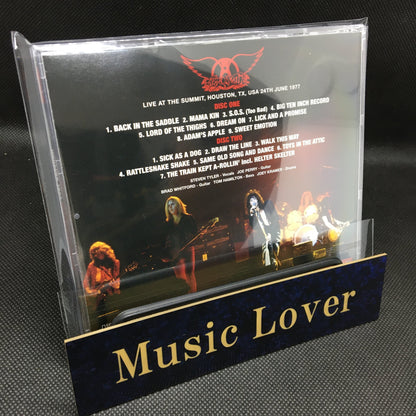 AEROSMITH
LIVE AT THE SUMMIT, HOUSTON, TX, USA 24TH JUNE 1977
DISC ONE
1. BACK IN THE SADDLE 2. MAMA KIN 3. S.O.S. (Too Bad) 4. BIG TEN INCH RECORD
5. LORD OF THE THIGHS 6. DREAM ON 7. LICK AND A PROMISE
8. ADAM'S APPLE 9. SWEET EMOTION
DISC TWO
1. SICK AS A DOG 2. DRAW THE LINE 3. WALK THIS WAY
4. RATTLESNAKE SHAKE 5. SAME OLD SONG AND DANCE 6. TOYS IN THE ATTIC
7. THE TRAIN KEPT A-ROLLIN' incl. HELTER SKELTER
STEVEN TYLER - Vocals JOE PERRY - Guitar
BRAD WHITFORD - Guitar TOM HAMILTON - Bass JOEY KRAMER - Drums
Music Lover